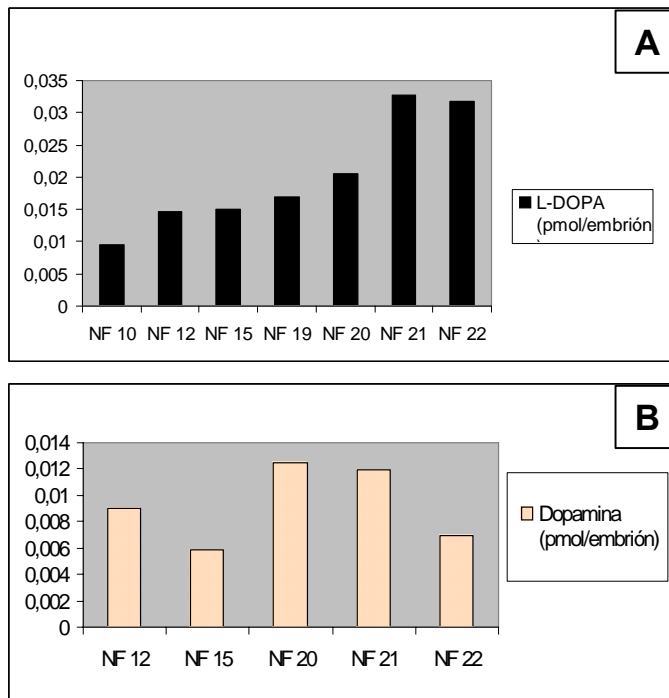 A
0,035
0,03
0,025
0,02
0,015
0,01
0,005
0
NF 10 NF 12 NF 15 NF 19 NF 20 NF 21 NF 22
L-DOPA
(pmol/embrión
)
B
0,014
0,012
0,01
0,008
0,006
0,004
0,002
0
NF 12 NF 15 NF 20 NF 21 NF 22
Dopamina
(pmol/embrión)